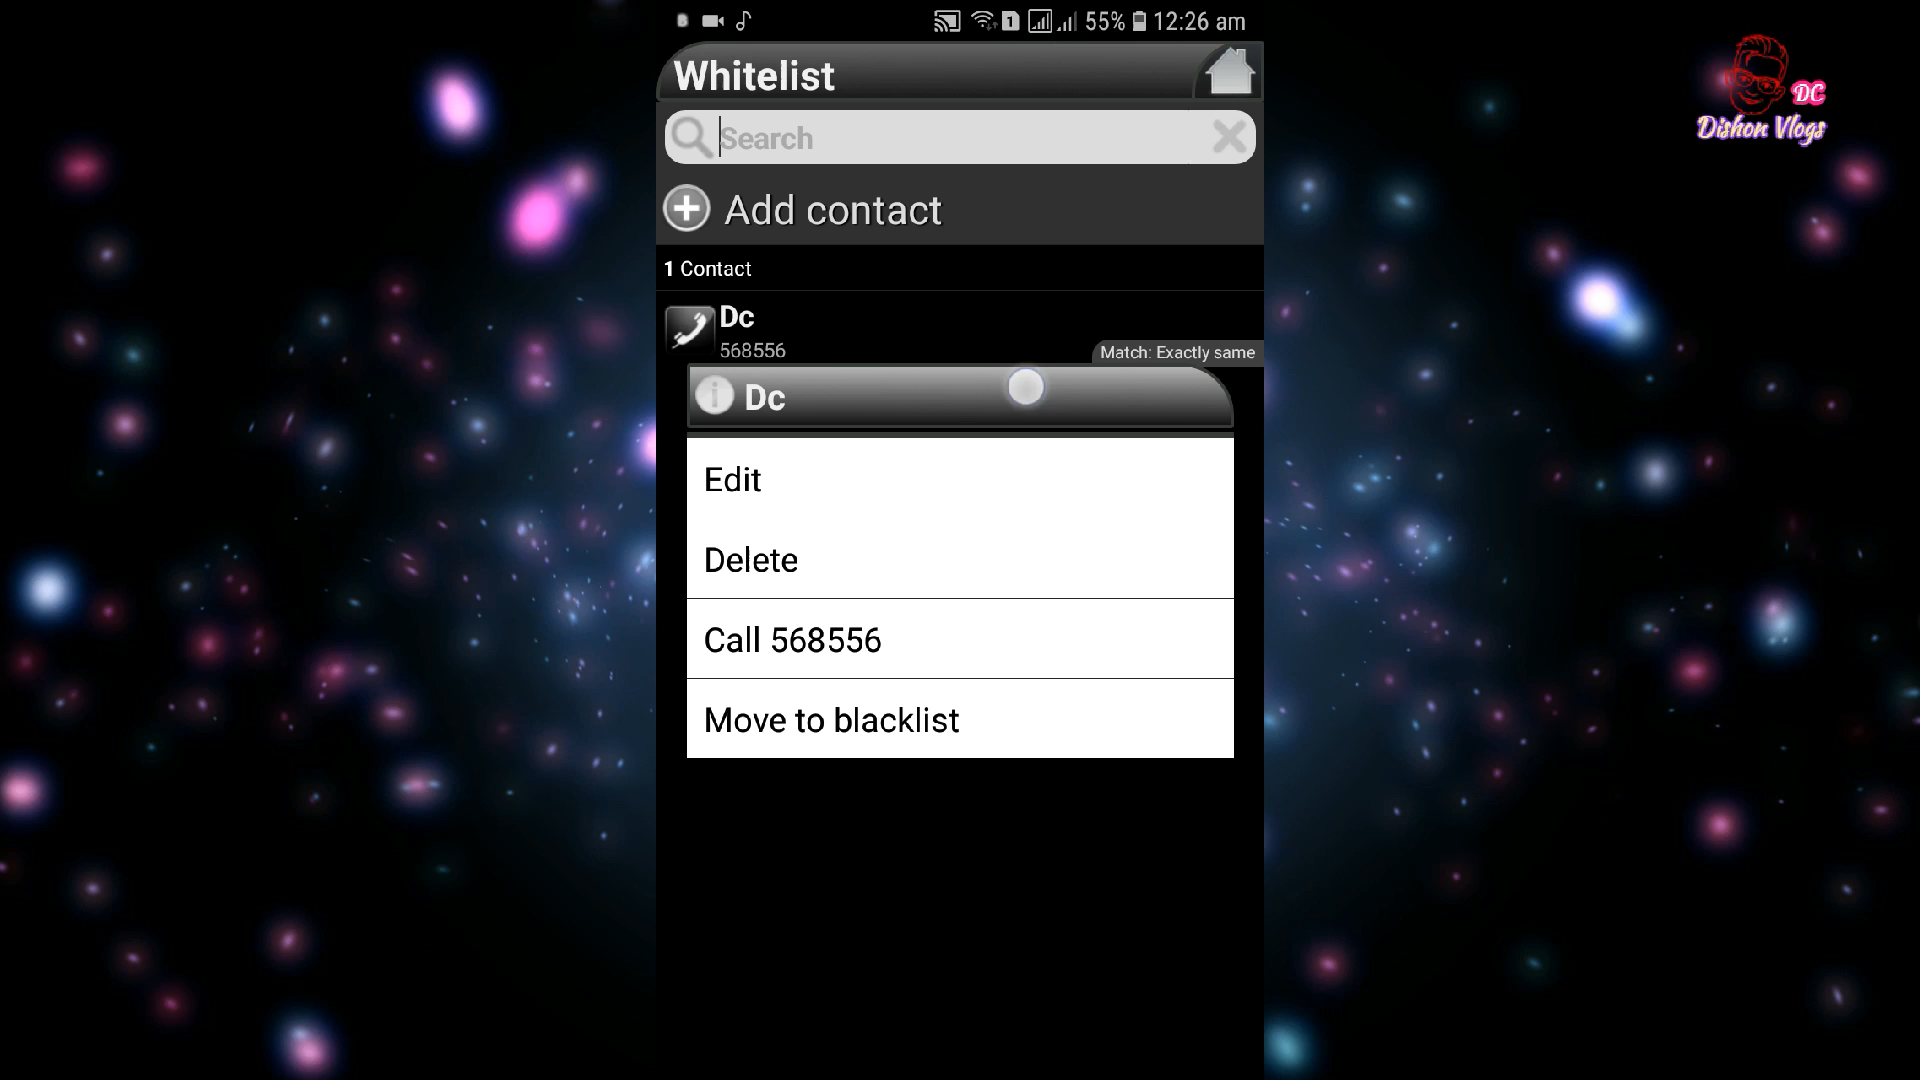 55% 12:26 am
DC
Dishon Vlogs
Whitelist
Search
Add contact
1 Contact
Dc
568556
Match: Exactly same
Dc
Edit
Delete
Call 568556
Move to blacklist